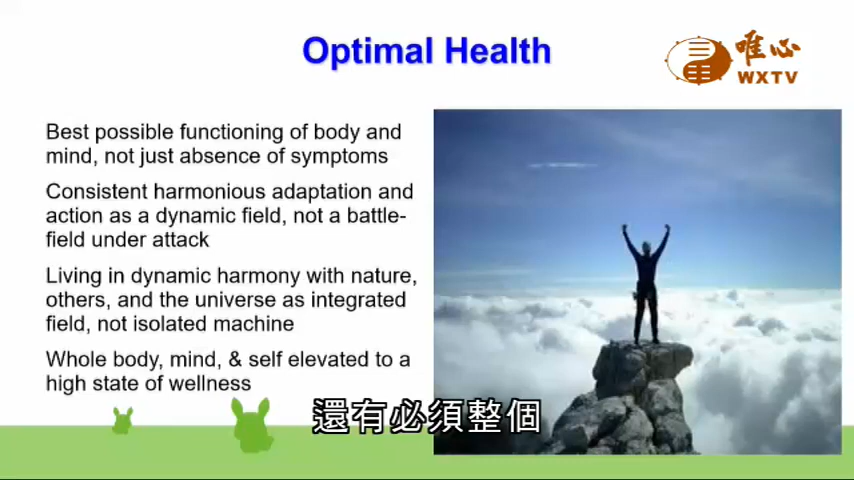 Optimal Health
唯心
WXTV
Best possible functioning of body and
mind, not just absence of symptoms
Consistent harmonious adaptation and
action as a dynamic field, not a battle-
field under attack
Living in dynamic harmony with nature,
others, and the universe as integrated
field, not isolated machine
Whole body, mind, & self elevated to a
high state of wellness
還有必須整個